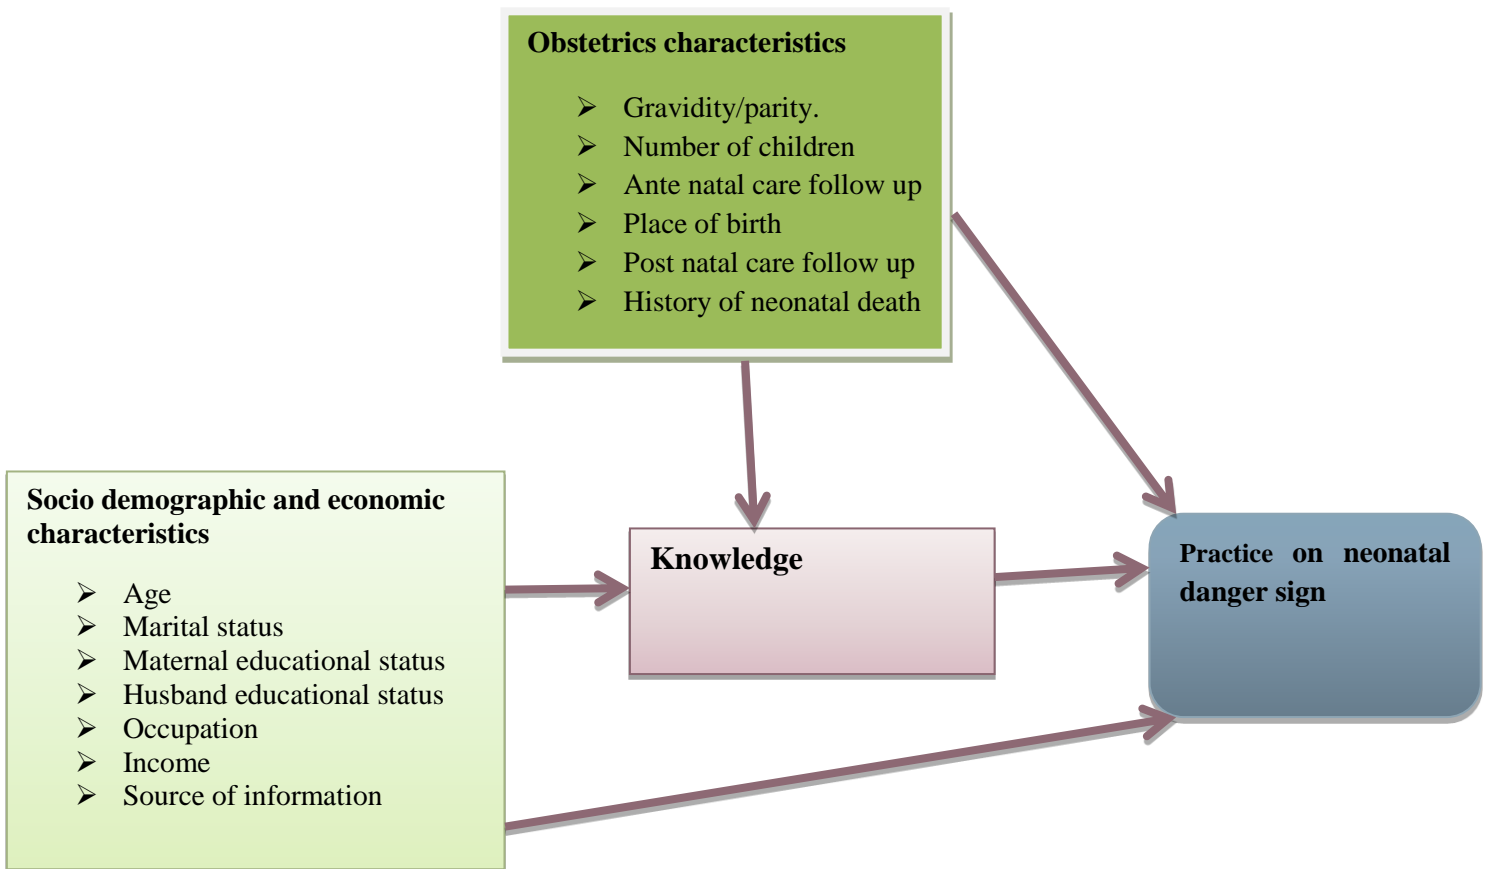 Obstetrics characteristics
➢ Gravidity/parity.
➢ Number of children
➢ Ante natal care follow up
➢ Place of birth
➢ Post natal care follow up
➢ History of neonatal death
Socio demographic and economic
characteristics
➢ Age
➢ Marital status
➢ Maternal educational status
➢ Husband educational status
➢ Occupation
➢ Income
➢ Source of information
Knowledge
Practice on neonatal
danger sign